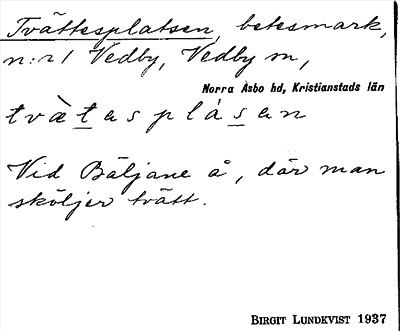 Tvättesplatsen, betesmark,
n:r 1 Vedby, Vedby sn,
Norra Åsbo hd, Kristianstads län
tvätasplásan
Vid Bäljane å, där man
sköljer tvätt.
BIRGIT LUNDKVIST 1937